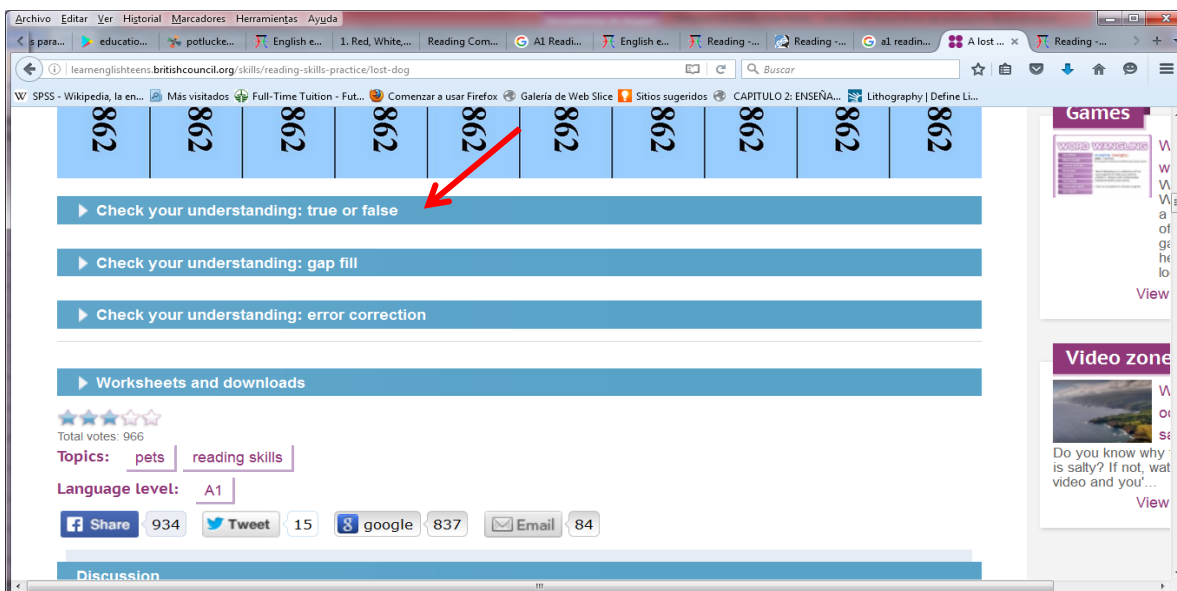 Archivo Editar Ver Historial Marcadores Herramientas Ayuda
s para... educatio... potlucke... English e... 1. Red, White,... Reading Com... A1 Readi... English e... Reading -... Reading -... a1 readin... A lost ... Reading -...
learnenglishteens.britishcouncil.org/skills/reading-skills-practice/lost-dog Buscar
SPSS - Wikipedia, la en... Más visitados Full-Time Tuition - Fut... Comenzar a usar Firefox Galería de Web Slice Sitios sugeridos CAPITULO 2: ENSEÑA... Lithography | Define Li...
862 862 862 862 862 862 862 862 862 862
Games
WORD WANGLING
Check your understanding: true or false
Check your understanding: gap fill
View
Check your understanding: error correction
Video zone
Worksheets and downloads
Total votes: 966
Topics: pets reading skills
Do you know why
is salty? If not, wat
video and you'...
View
Language level: A1
Share 934 Tweet 15 google 837 Email 84
Discussion